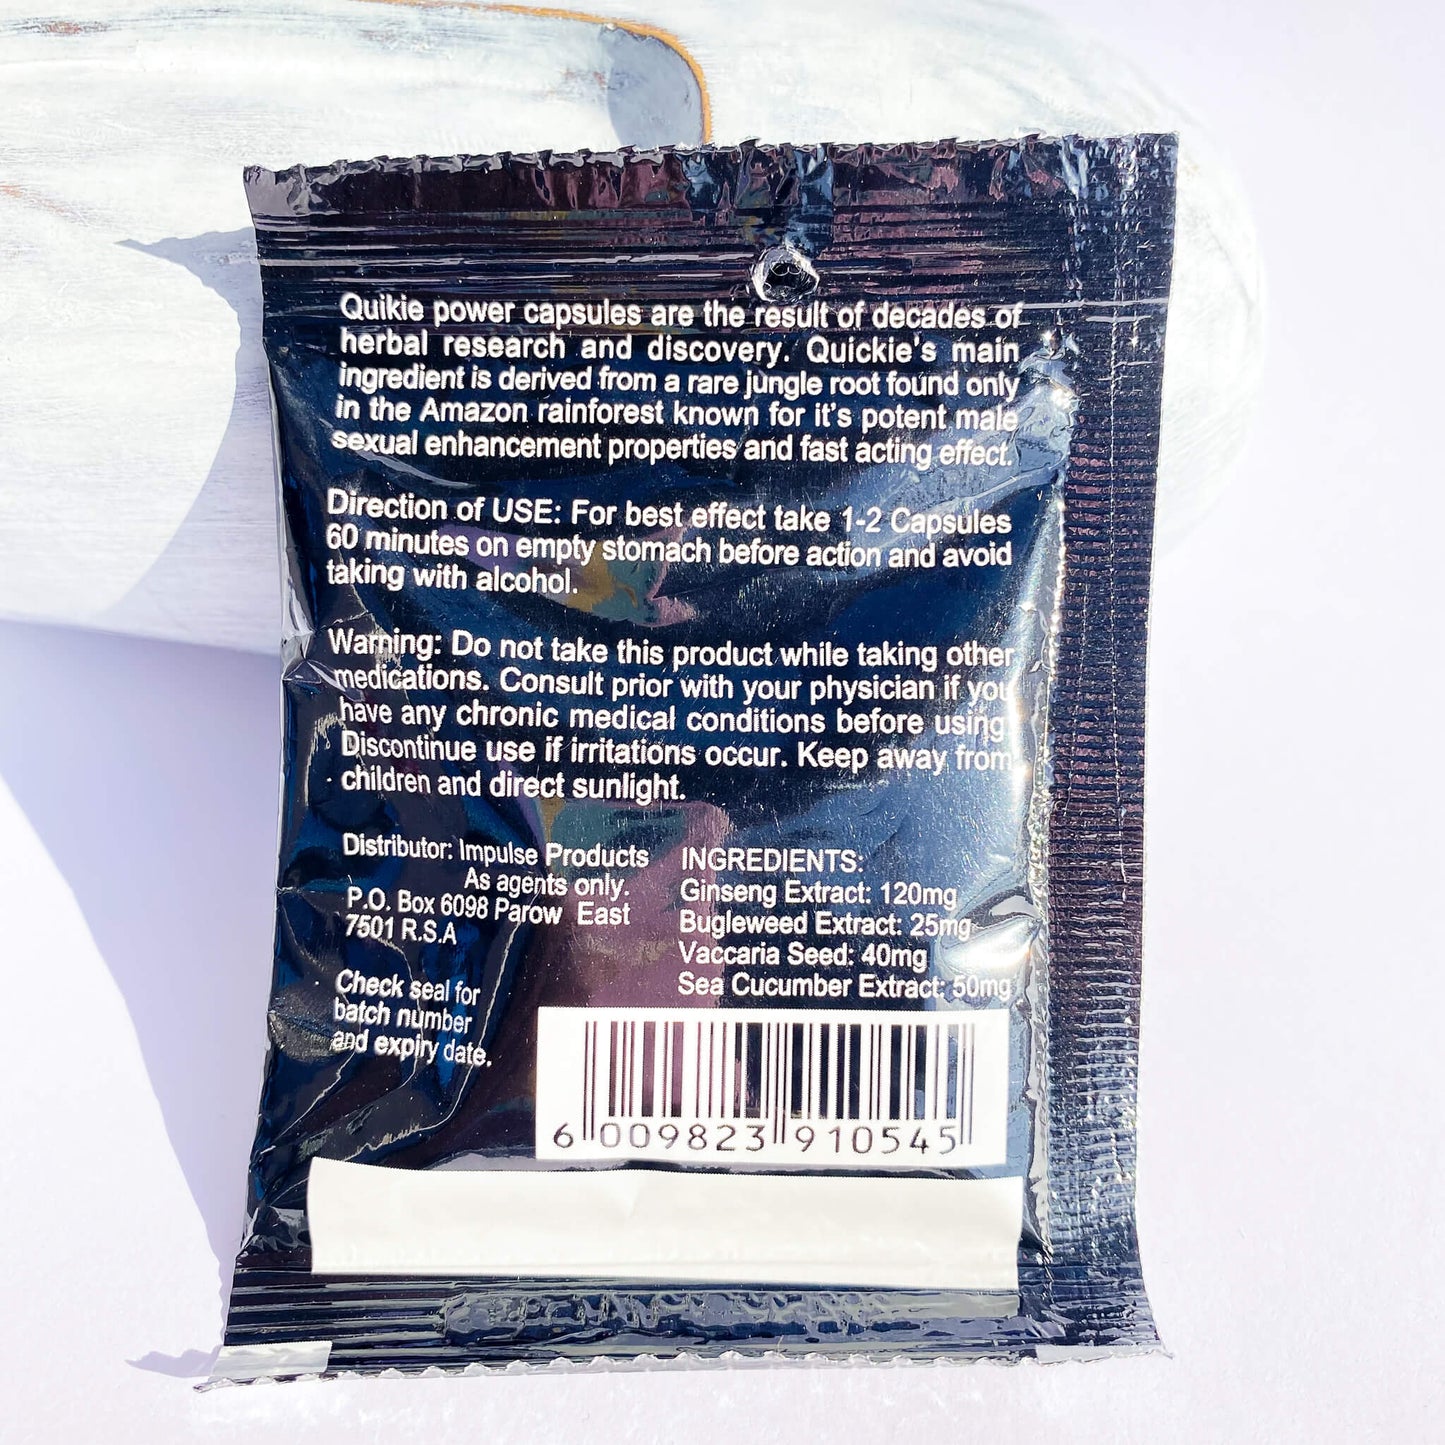 Quikie power capsules are the result of decades of
herbal research and discovery. Quickie's main
ingredient is derived from a rare jungle root found only
in the Amazon rainforest known for it's potent male
sexual enhancement properties and fast acting effect.
Direction of USE: For best effect take 1-2 Capsules
60 minutes on empty stomach before action and avoid
taking with alcohol.
Warning: Do not take this product while taking other
medications. Consult prior with your physician if you
have any chronic medical conditions before using.
Discontinue use if irritations occur. Keep away from
children and direct sunlight.
Distributor: Impulse Products
As agents only.
P.O. Box 6098 Parow East
7501 R.S.A
Check seal for
batch number
and expiry date.
INGREDIENTS:
Ginseng Extract: 120mg
Bugleweed Extract: 25mg
Vaccaria Seed: 40mg
Sea Cucumber Extract: 50mg
6 009823 910545